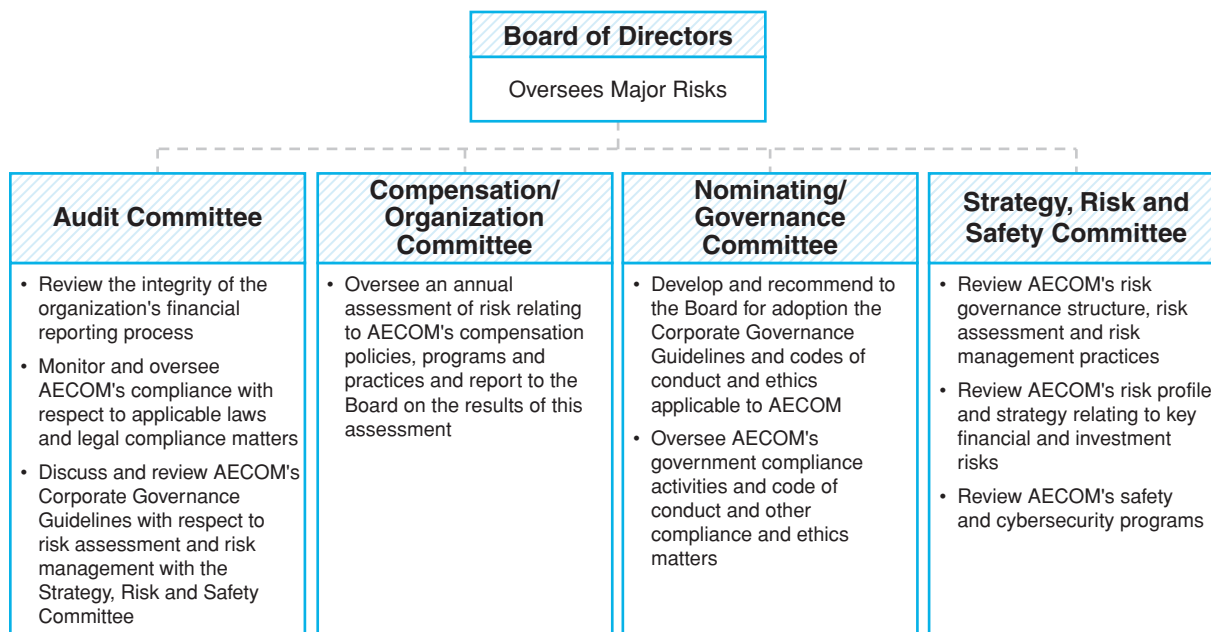 Board of Directors
Oversees Major Risks
Audit Committee
• Review the integrity of the
organization's financial
reporting process
• Monitor and oversee
AECOM's compliance with
respect to applicable laws
and legal compliance matters
• Discuss and review AECOM's
Corporate Governance
Guidelines with respect to
risk assessment and risk
management with the
Strategy, Risk and Safety
Committee
Compensation/
Organization
Committee
• Oversee an annual
assessment of risk relating
to AECOM's compensation
policies, programs and
practices and report to the
Board on the results of this
assessment
Nominating/
Governance
Committee
• Develop and recommend to
the Board for adoption the
Corporate Governance
Guidelines and codes of
conduct and ethics
applicable to AECOM
• Oversee AECOM's
government compliance
activities and code of
conduct and other
compliance and ethics
matters
Strategy, Risk and
Safety Committee
• Review AECOM's risk
governance structure, risk
assessment and risk
management practices
• Review AECOM's risk profile
and strategy relating to key
financial and investment
risks
• Review AECOM's safety
and cybersecurity programs